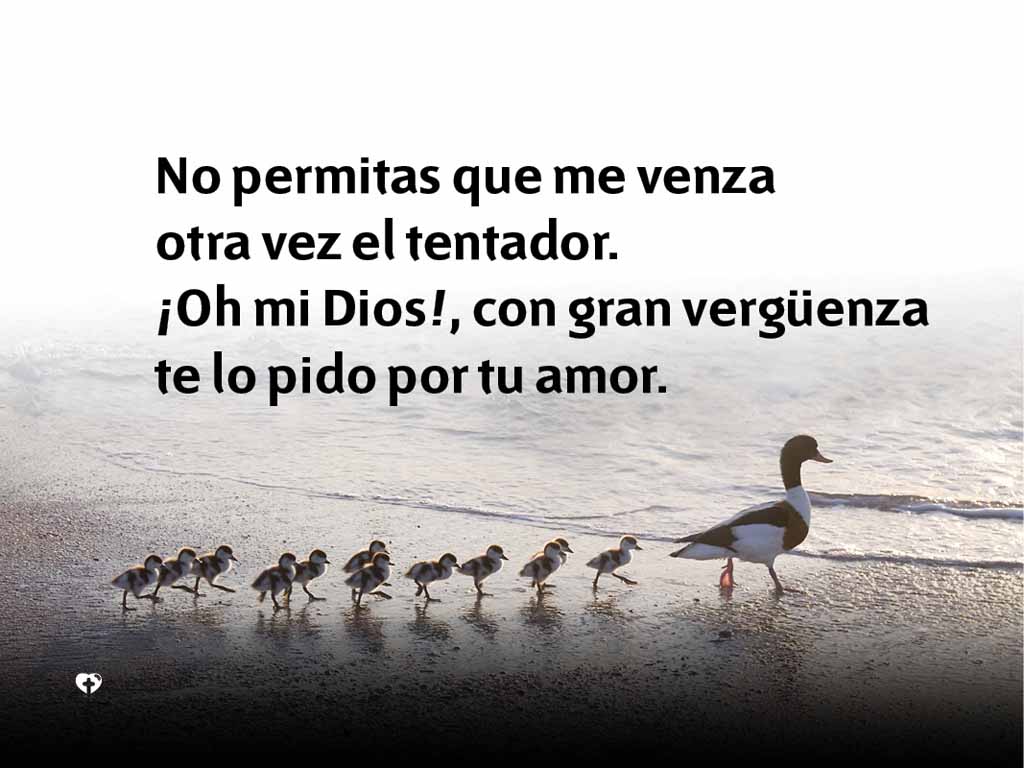 No permitas que me venza
otra vez el tentador.
¡Oh mi Dios!, con gran vergüenza
te lo pido por tu amor.